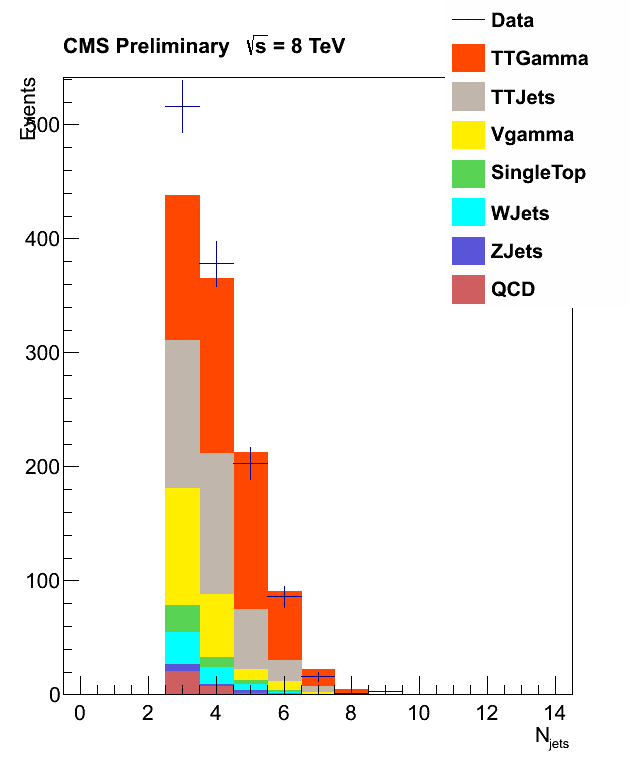 CMS Preliminary √s = 8 TeV
Data
TTGamma
TTJets
Vgamma
SingleTop
WJets
ZJets
QCD
Events
500
400
300
200
100
0
0 2 4 6 8 10 12 14
Njets